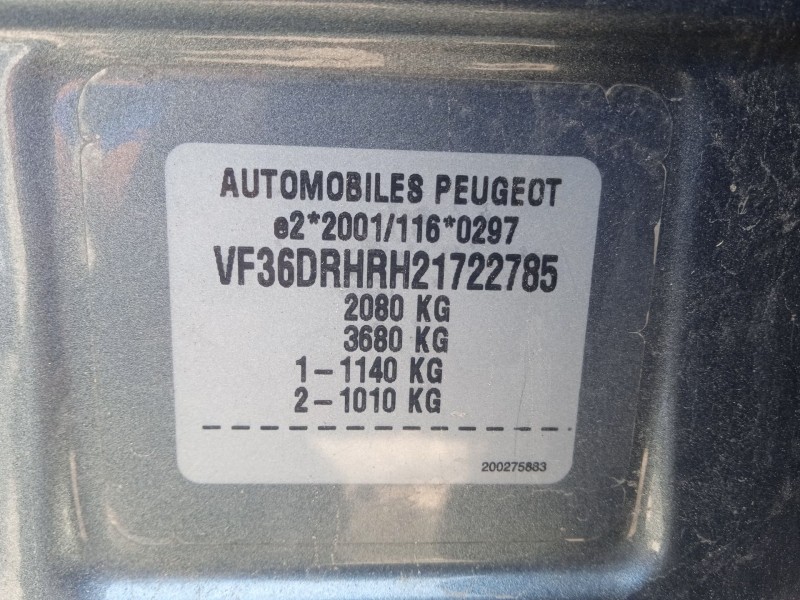 AUTOMOBILES PEUGEOT
e2*2001/116*0297
VF36DRHRH21722785
2080 KG
3680 KG
1-1140 KG
2-1010 KG
200275883